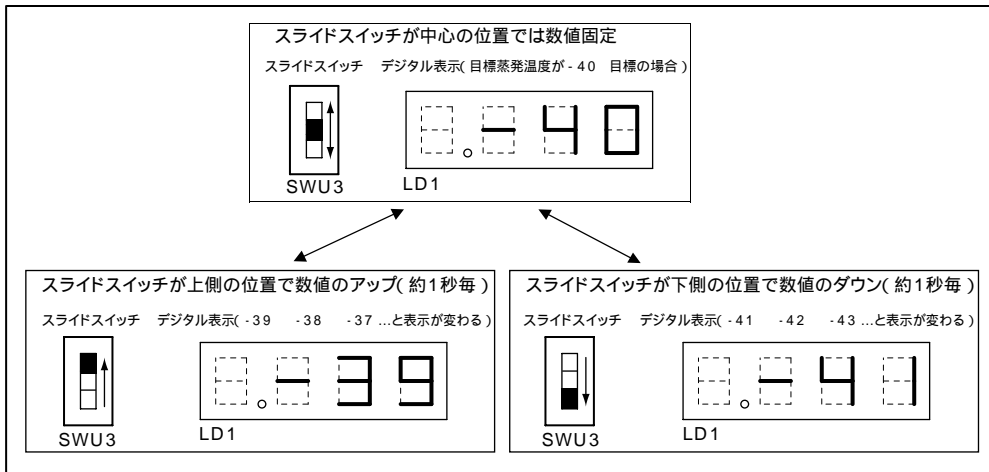 スライドスイッチが中心の位置では数値固定
スライドスイッチ デジタル表示(目標蒸発温度が-40 目標の場合)
-40
SWU3
LD1
スライドスイッチが上側の位置で数値のアップ(約1秒毎)
スライドスイッチ デジタル表示(-39 -38 -37...と表示が変わる)
-39
SWU3
LD1
スライドスイッチが下側の位置で数値のダウン(約1秒毎)
スライドスイッチ デジタル表示(-41 -42 -43...と表示が変わる)
-41
SWU3
LD1